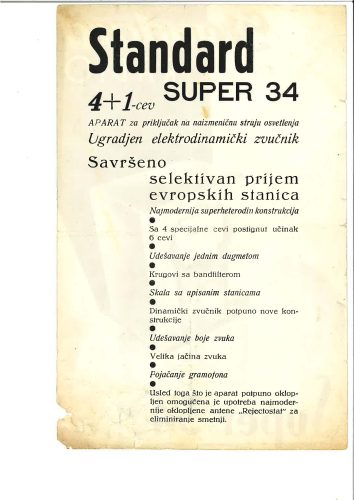 Standard
SUPER 34
4+1-cev
APARAT za priključak na naizmeničnu struju osvetlenja
Ugradjen elektrodinamički zvučnik
Savršeno
selektivan prijem
evropskih stanica
Najmodernija superheterodin konstrukcija
●
Sa 4 specijalne cevi postignut učinak
6 cevi
●
Udešavanje jednim dugmetom
●
Krugovi sa bandfilterom
●
Skala sa upisanim stanicama
●
Dinamički zvučnik potpuno nove kon-
strukcije
●
Udešavanje boje zvuka
●
Velika jačina zvuka
●
Pojačanje gramofona
●
Usled toga što je aparat potpuno oklop-
ljen omogućena je upotreba najmoder-
nije oklopljene antene „Rejectostat" za
eliminiranje smetnji.